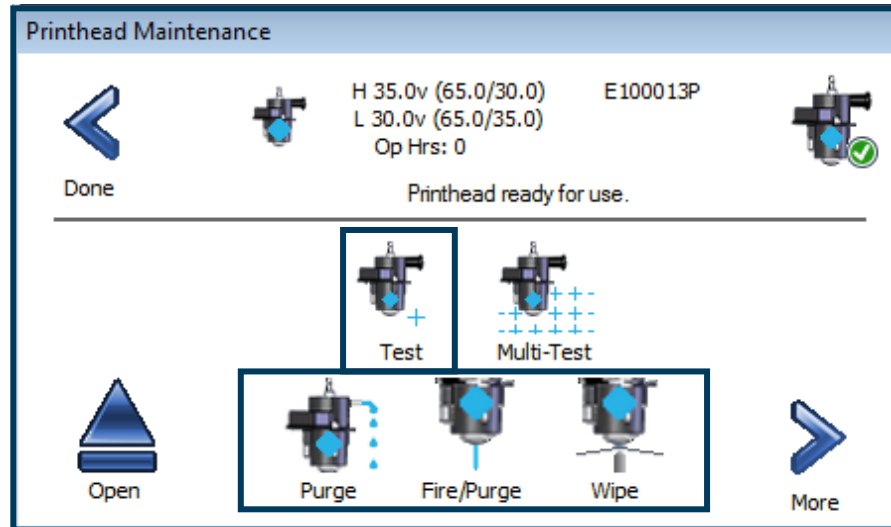 Printhead Maintenance
H 35.0v (65.0/30.0) E100013P
L 30.0v (65.0/35.0)
Op Hrs: 0
Done
Printhead ready for use.
Test Multi-Test
Open Purge Fire/Purge Wipe More